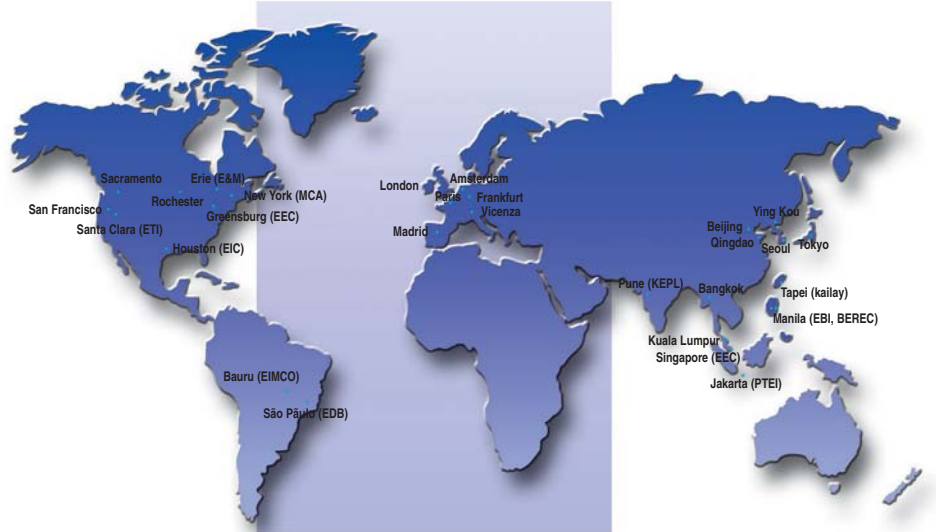 Sacramento
Erie (E&M)
New York (MCA)
Rochester
San Francisco
Greensburg (EEC)
Santa Clara (ETI)
Houston (EIC)
Bauru (EIMCO)
São Päulo (EDB)
London
Amsterdam
Paris
Frankfurt
Vicenza
Madrid
Ying Kou
Beijing
Qingdao
Seoul
Tokyo
Pune (KEPL)
Bangkok
Tapei (kailay)
Manila (EBI, BEREC)
Kuala Lumpur
Singapore (EEC)
Jakarta (PTEI)